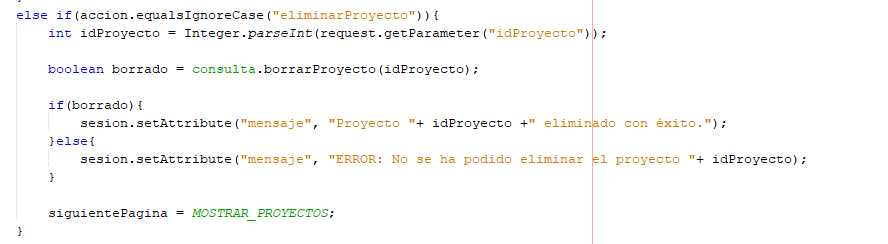 else if(accion.equalsIgnoreCase("eliminarProyecto")){
    int idProyecto = Integer.parseInt(request.getParameter("idProyecto"));

    boolean borrado = consulta.borrarProyecto(idProyecto);

    if(borrado){
        sesion.setAttribute("mensaje", "Proyecto "+ idProyecto +" eliminado con éxito.");
    }else{
        sesion.setAttribute("mensaje", "ERROR: No se ha podido eliminar el proyecto "+ idProyecto);
    }

    siguientePagina = MOSTRAR_PROYECTOS;
}